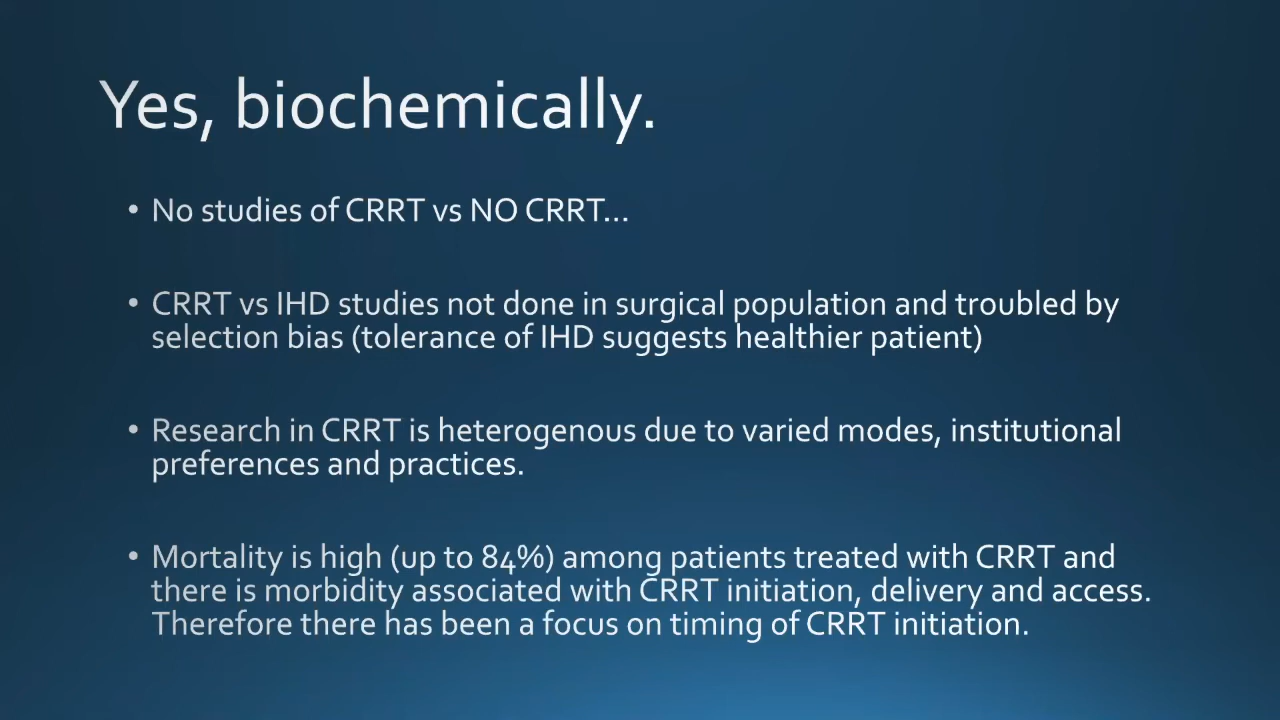 Yes, biochemically.
• No studies of CRRT vs NO CRRT...
• CRRT vs IHD studies not done in surgical population and troubled by
selection bias (tolerance of IHD suggests healthier patient)
• Research in CRRT is heterogenous due to varied modes, institutional
preferences and practices.
• Mortality is high (up to 84%) among patients treated with CRRT and
there is morbidity associated with CRRT initiation, delivery and access.
Therefore there has been a focus on timing of CRRT initiation.